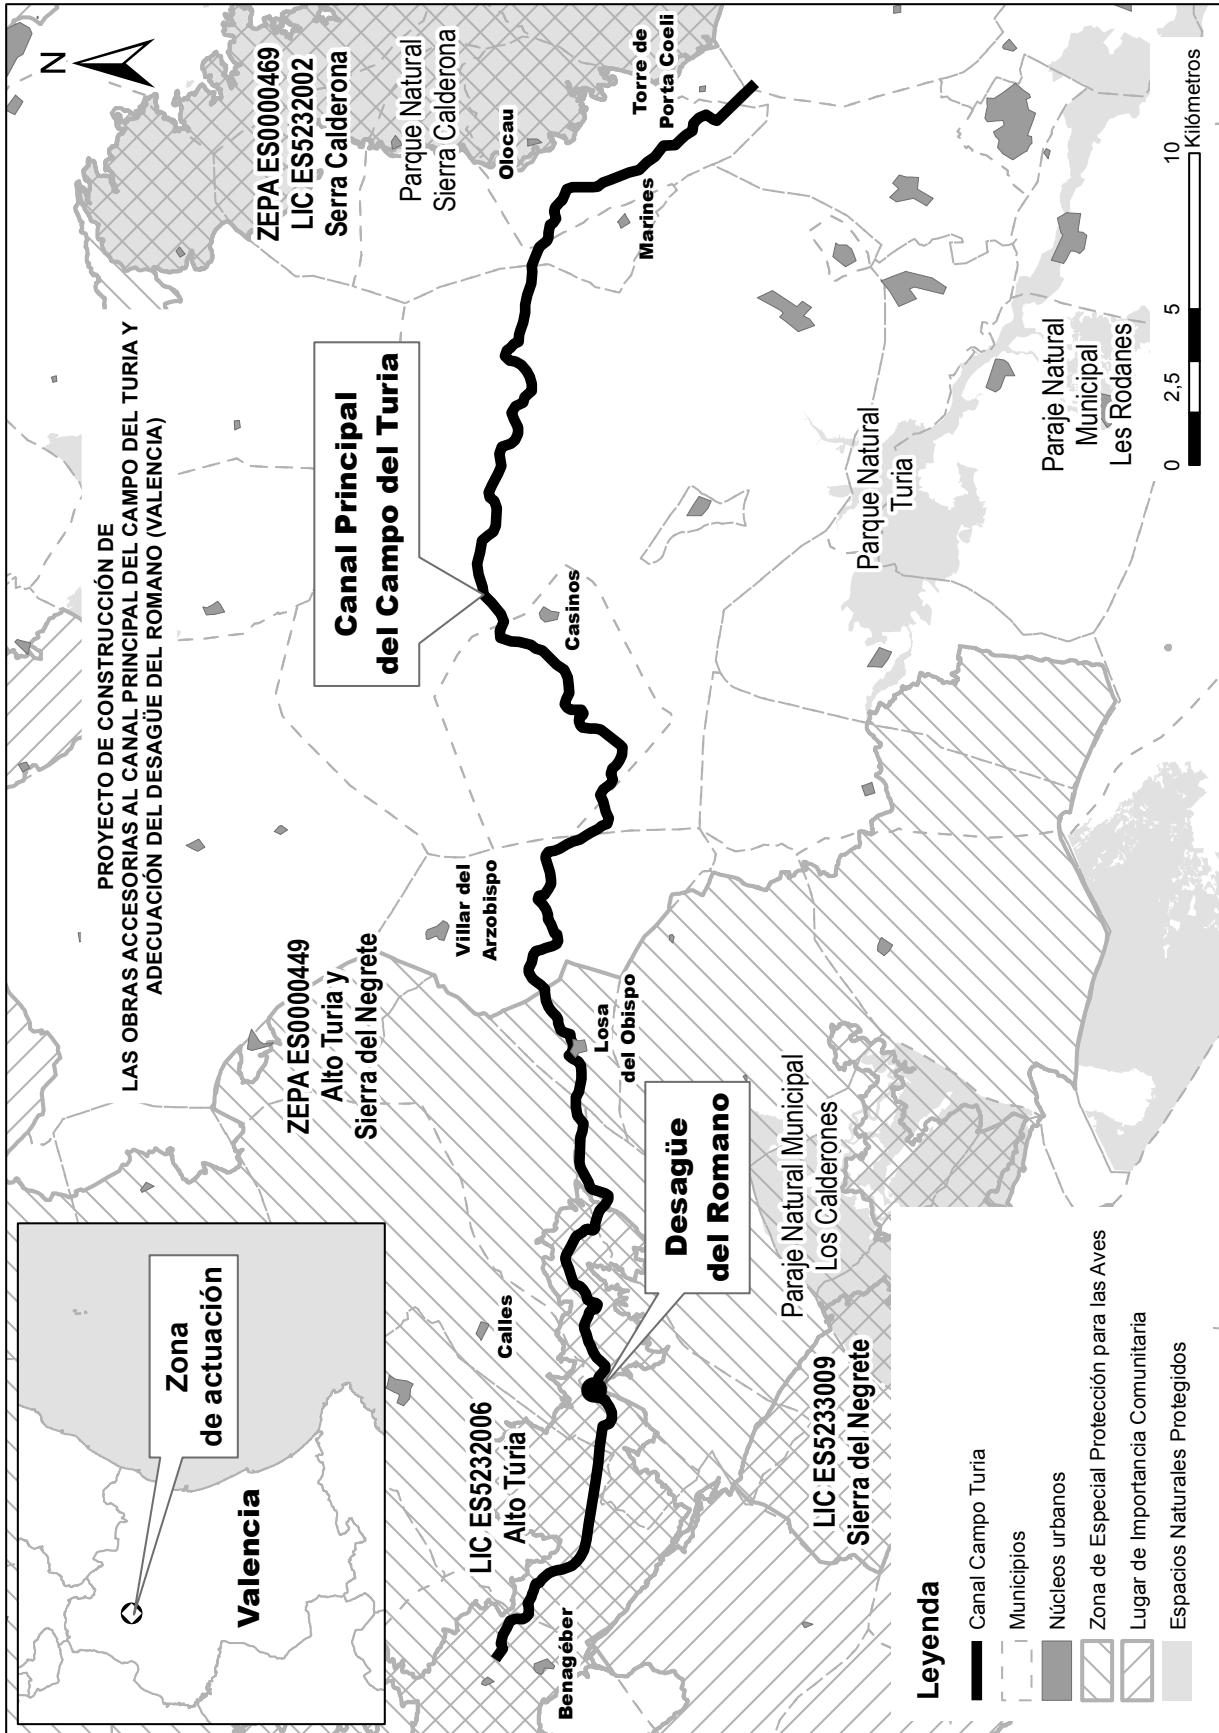 PROYECTO DE CONSTRUCCIÓN DE
LAS OBRAS ACCESORIAS AL CANAL PRINCIPAL DEL CAMPO DEL TURIA Y
ADECUACIÓN DEL DESAGÜE DEL ROMANO (VALENCIA)
N
Zona
de actuación
Valencia
ZEPA ES0000449
Alto Turia y
Sierra del Negrete
ZEPA ES0000469
LIC ES5232002
Serra Calderona
Parque Natural
Sierra Calderona
Canal Principal
del Campo del Turia
Villar del
Arzobispo
Olocau
Torre de
Porta Coeli
Marines
Casinos
Losa
del Obispo
Calles
LIC ES5232006
Alto Túria
Benagéber
Desagüe
del Romano
Paraje Natural Municipal
Los Calderones
LIC ES5233009
Sierra del Negrete
Parque Natural
Turia
Paraje Natural
Municipal
Les Rodanes
Leyenda
Canal Campo Turia
Municipios
Núcleos urbanos
Zona de Especial Protección para las Aves
Lugar de Importancia Comunitaria
Espacios Naturales Protegidos
0 2,5 5 10
Kilómetros